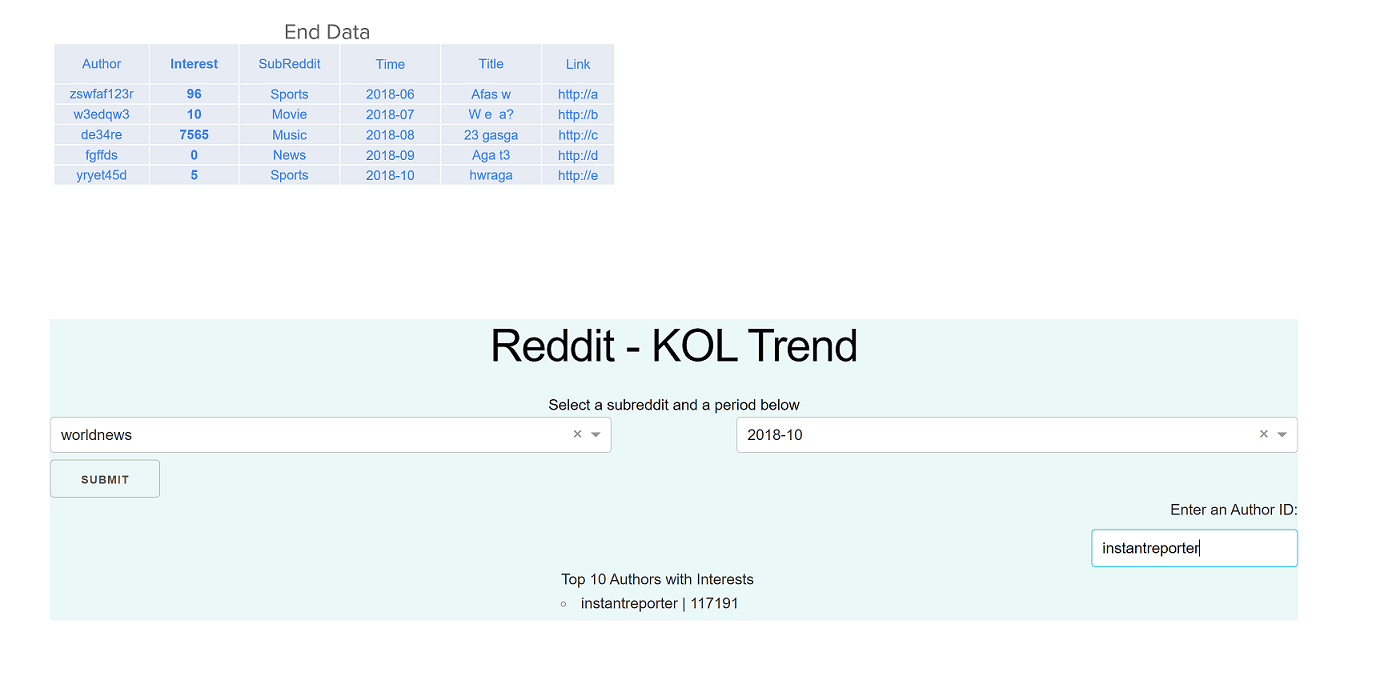 End Data
Author Interest SubReddit Time Title Link
zswfaf123r 96 Sports 2018-06 Afas w http://a
w3edqw3 10 Movie 2018-07 W e a? http://b
de34re 7565 Music 2018-08 23 gasga http://c
fgffds 0 News 2018-09 Aga t3 http://d
yryet45d 5 Sports 2018-10 hwraga http://e
Reddit - KOL Trend
Select a subreddit and a period below
worldnews × 2018-10 ×
SUBMIT
Enter an Author ID:
instantreporter
Top 10 Authors with Interests
instantreporter | 117191